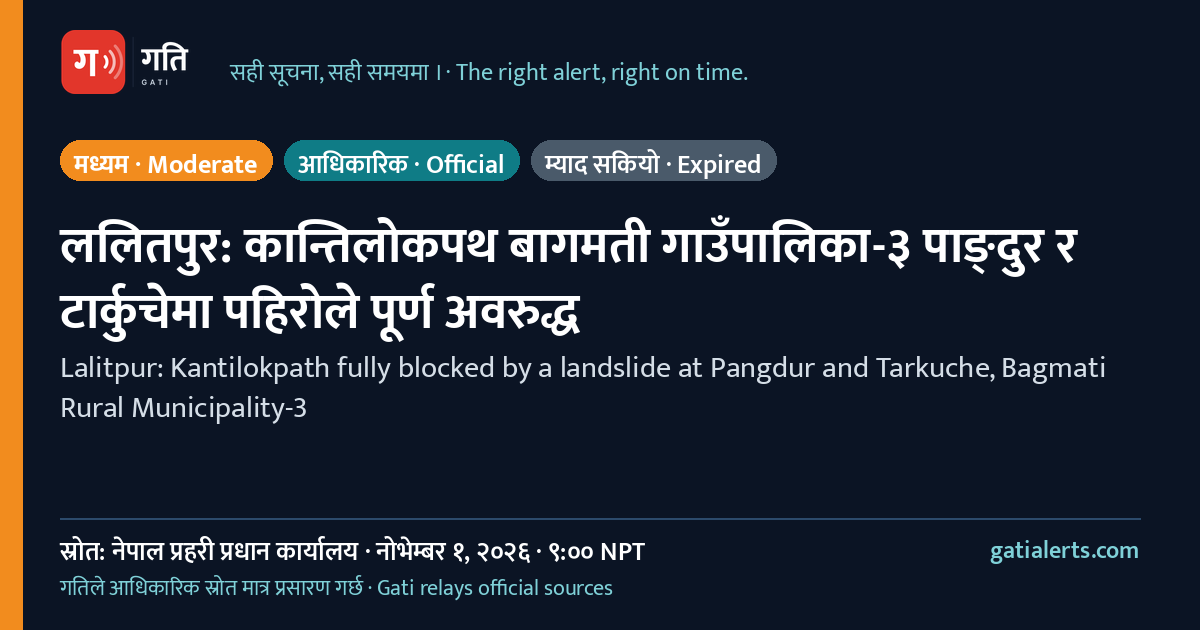 ग गति
GATI
सही सूचना, सही समयमा । · The right alert, right on time.
मध्यम · Moderate
आधिकारिक · Official
म्याद सकियो · Expired
ललितपुर: कान्तिलोकपथ बागमती गाउँपालिका-३ पाङ्दुर र
टार्कुचेमा पहिरोले पूर्ण अवरुद्ध
Lalitpur: Kantilokpath fully blocked by a landslide at Pangdur and Tarkuche, Bagmati
Rural Municipality-3
स्रोत: नेपाल प्रहरी प्रधान कार्यालय · नोभेम्बर १, २०२६ · ९:०० NPT
gatialerts.com
गतिले आधिकारिक स्रोत मात्र प्रसारण गर्छ · Gati relays official sources